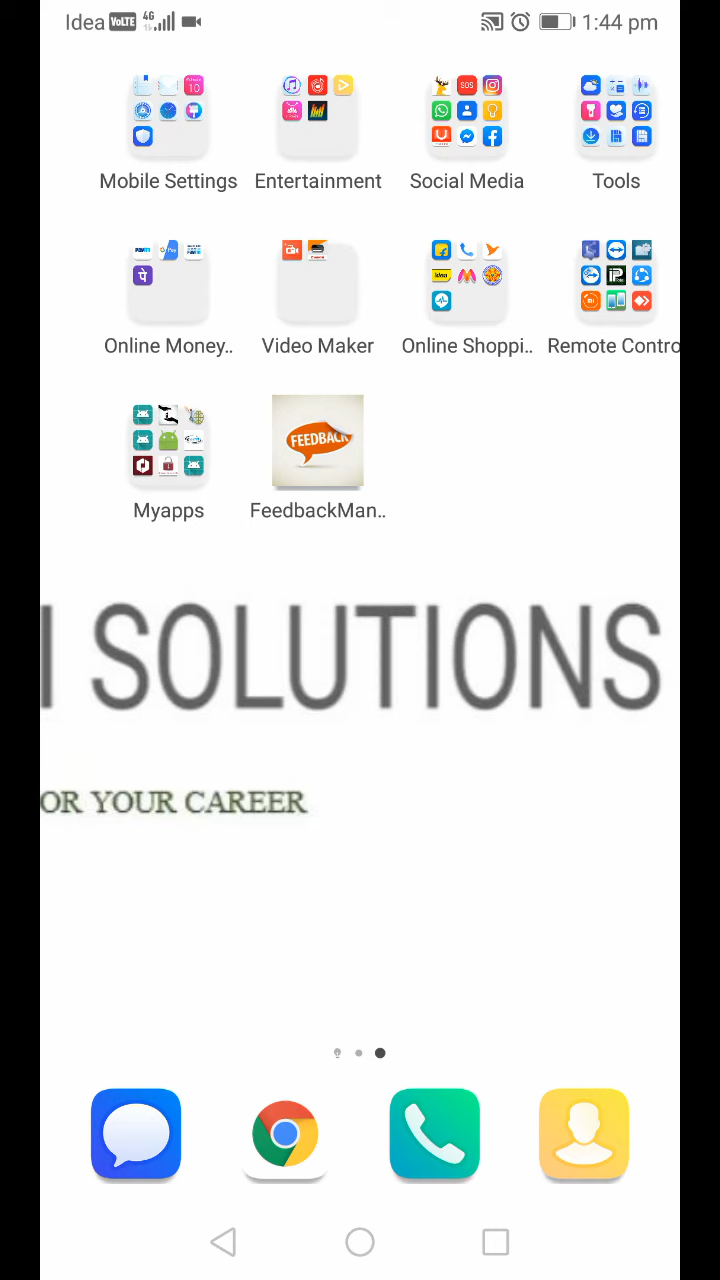 Idea VoLTE 4G 1:44 pm
Mobile Settings Entertainment Social Media Tools
Online Money.. Video Maker Online Shoppi.. Remote Contro
Myapps FeedbackMan..
FEEDBACK
I SOLUTIONS
OR YOUR CAREER